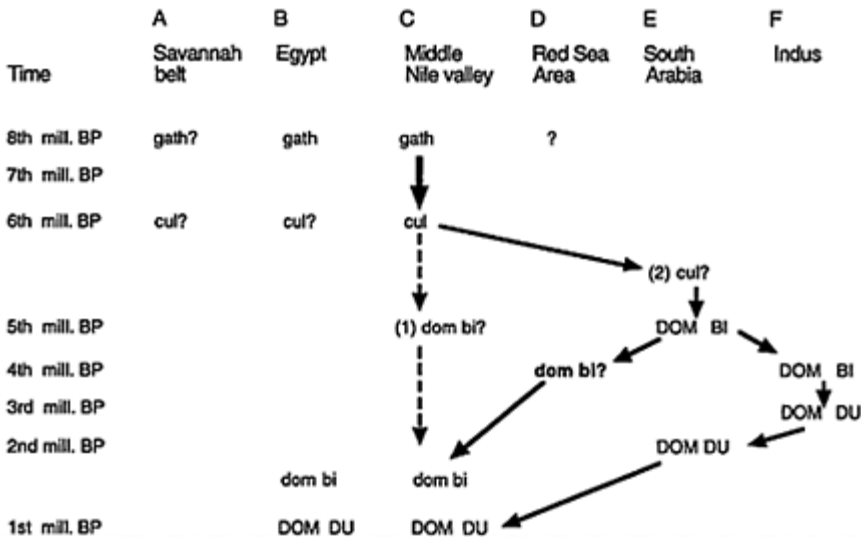 A B C D E F
Time Savannah belt Egypt Middle Nile valley Red Sea Area South Arabia Indus
8th mill. BP gath? gath gath ?
7th mill. BP
6th mill. BP cul? cul? cul
(2) cul?
5th mill. BP (1) dom bi? DOM BI
4th mill. BP dom bi? DOM BI
3rd mill. BP DOM DU
2nd mill. BP DOM DU
dom bi dom bi
1st mill. BP DOM DU DOM DU